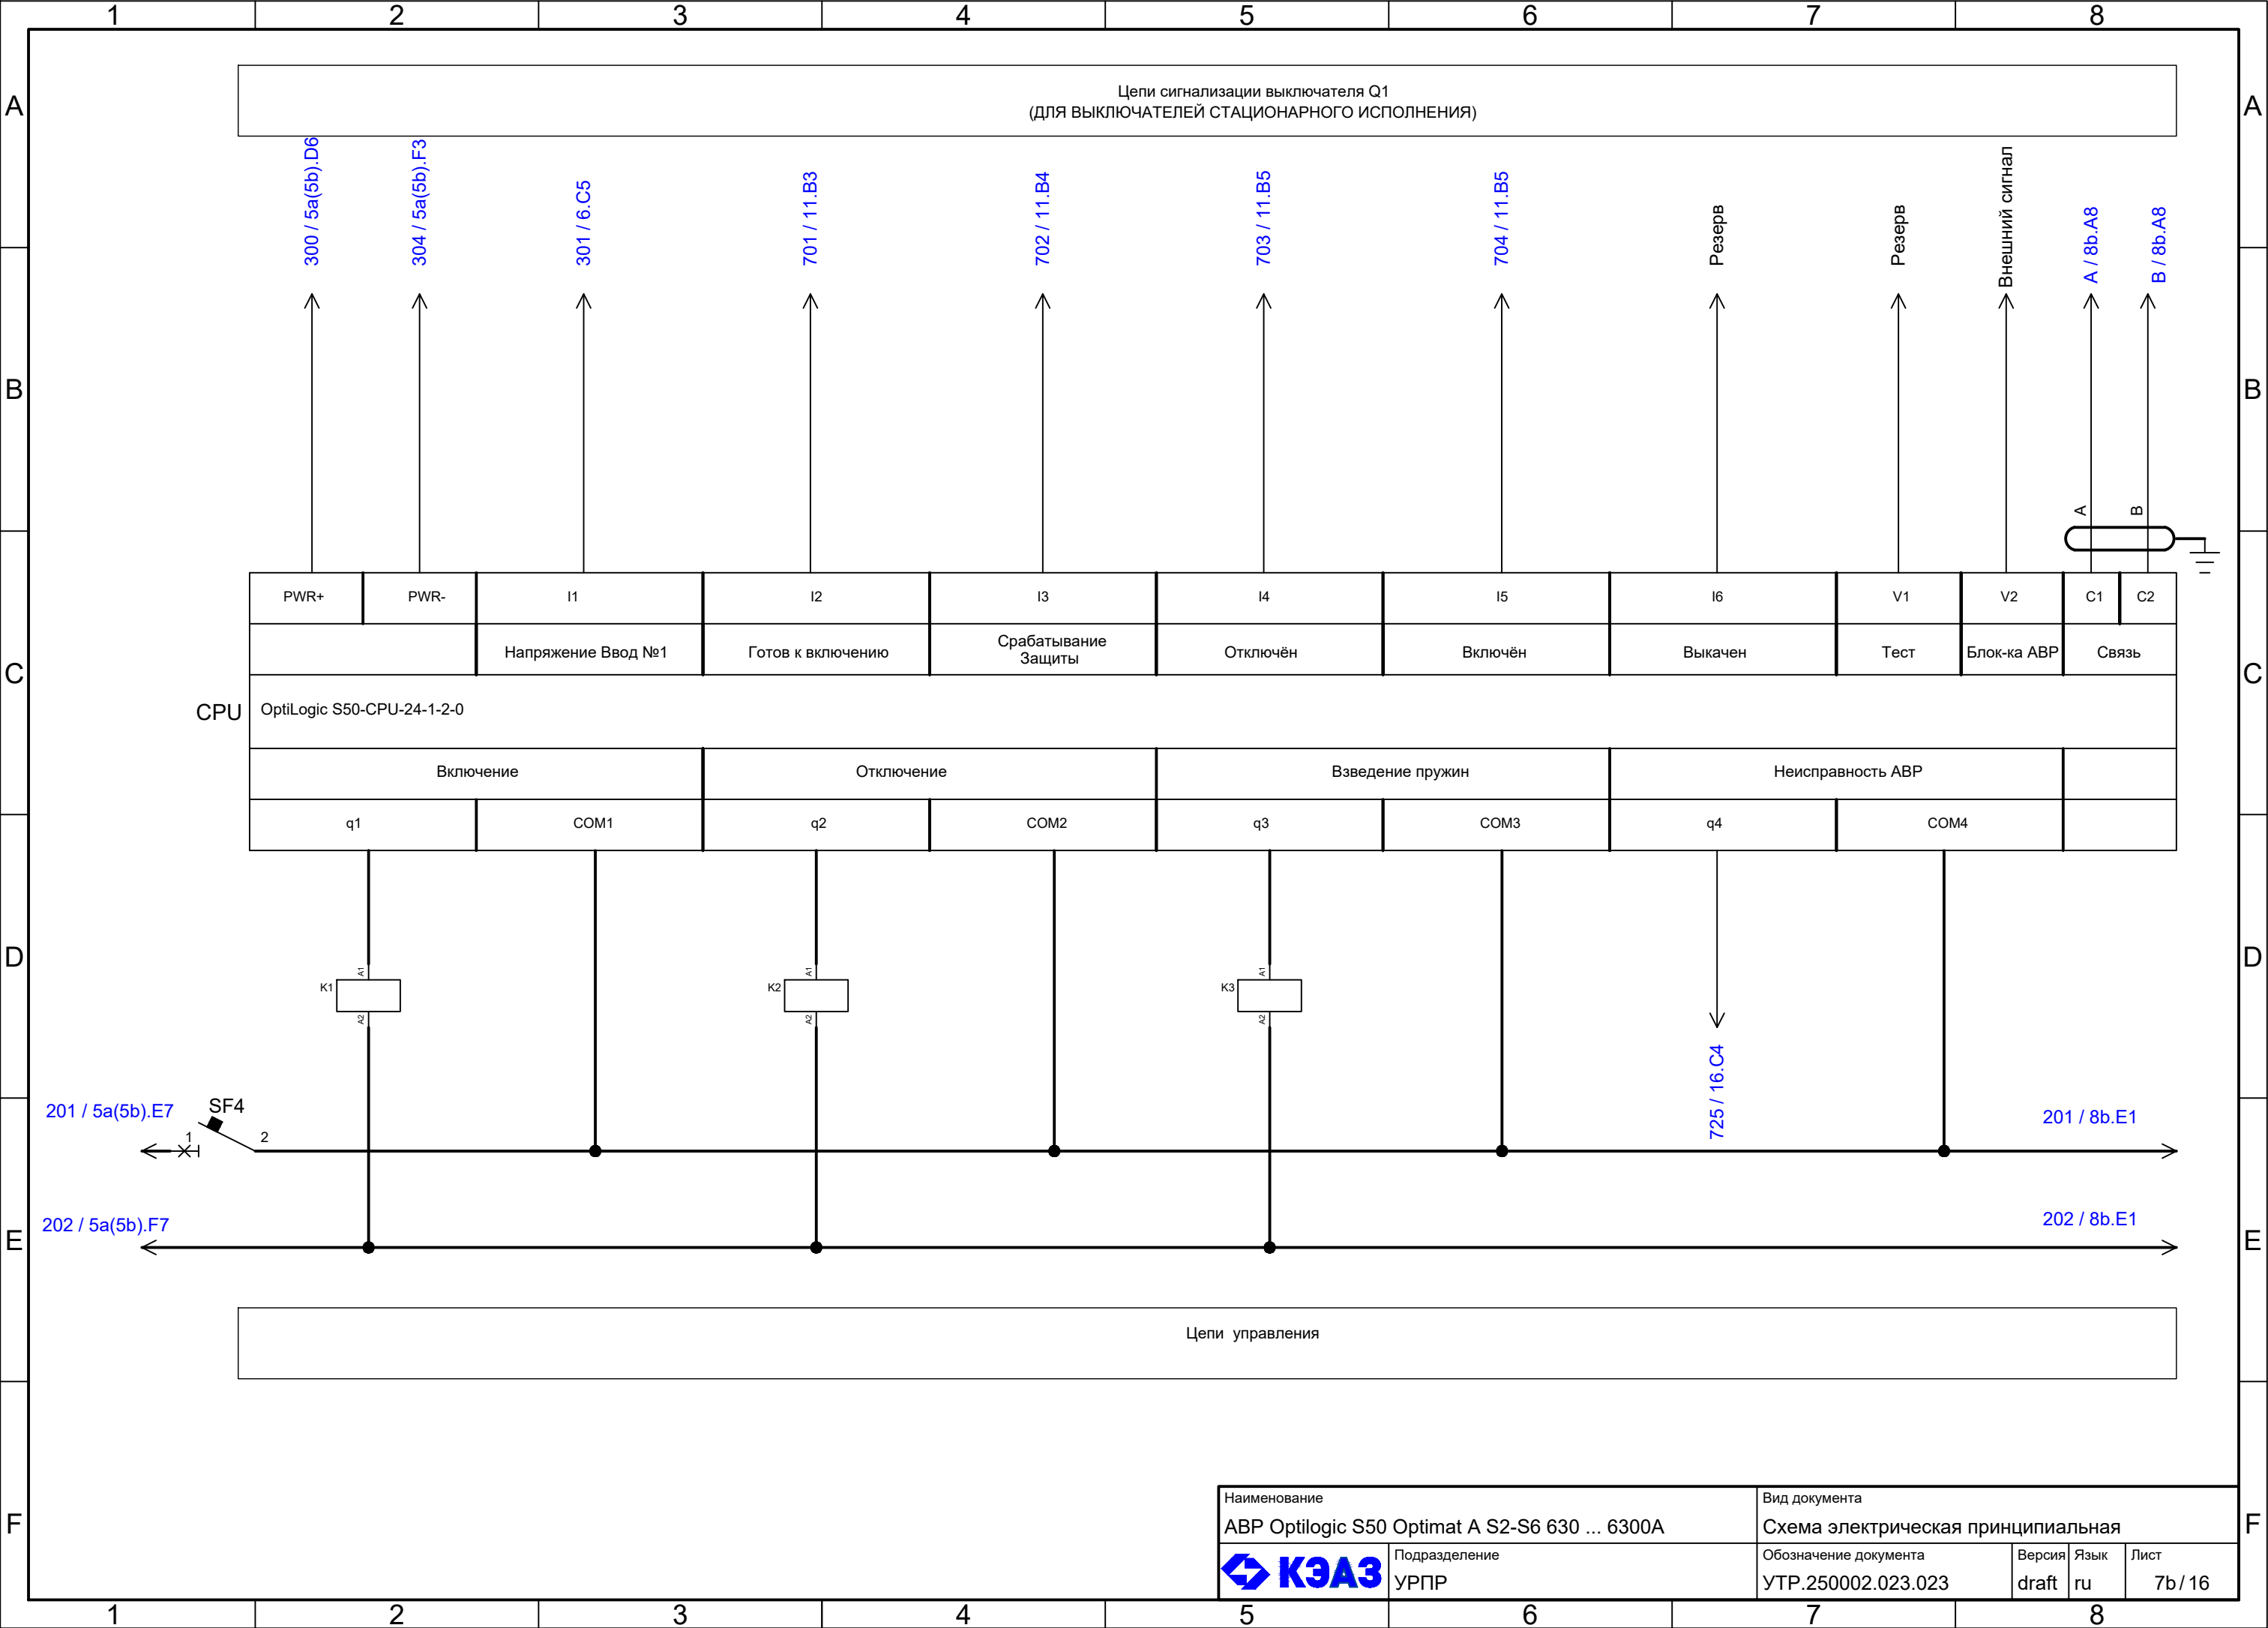 1 2 3 4 5 6 7 8
A A
Цепи сигнализации выключателя Q1
(ДЛЯ ВЫКЛЮЧАТЕЛЕЙ СТАЦИОНАРНОГО ИСПОЛНЕНИЯ)
300 / 5a(5b).D6
304 / 5a(5b).F3
301 / 6.C5
701 / 11.B3
702 / 11.B4
703 / 11.B5
704 / 11.B5
Резерв
Резерв
Внешний сигнал
A / 8b.A8
B / 8b.A8
B B
A B
PWR+ PWR- I1 I2 I3 I4 I5 I6 V1 V2 C1 C2
Напряжение Ввод №1 Готов к включению Срабатывание Отключён Включён Выкачен Тест Блок-ка АВР Связь
Защиты
C C
CPU OptiLogic S50-CPU-24-1-2-0
Включение Отключение Взведение пружин Неисправность АВР
q1 COM1 q2 COM2 q3 COM3 q4 COM4
D D
A1 A1 A1
K1 K2 K3
A2 A2 A2
725 / 16.C4
201 / 5a(5b).E7 SF4 201 / 8b.E1
1 2
202 / 5a(5b).F7 202 / 8b.E1
E E
Цепи управления
F F
Наименование Вид документа
АВР Optilogic S50 Optimat A S2-S6 630 ... 6300А Схема электрическая принципиальная
КЭАЗ Подразделение Обозначение документа Версия Язык Лист
УРПР УТР.250002.023.023 draft ru 7b / 16
1 2 3 4 5 6 7 8